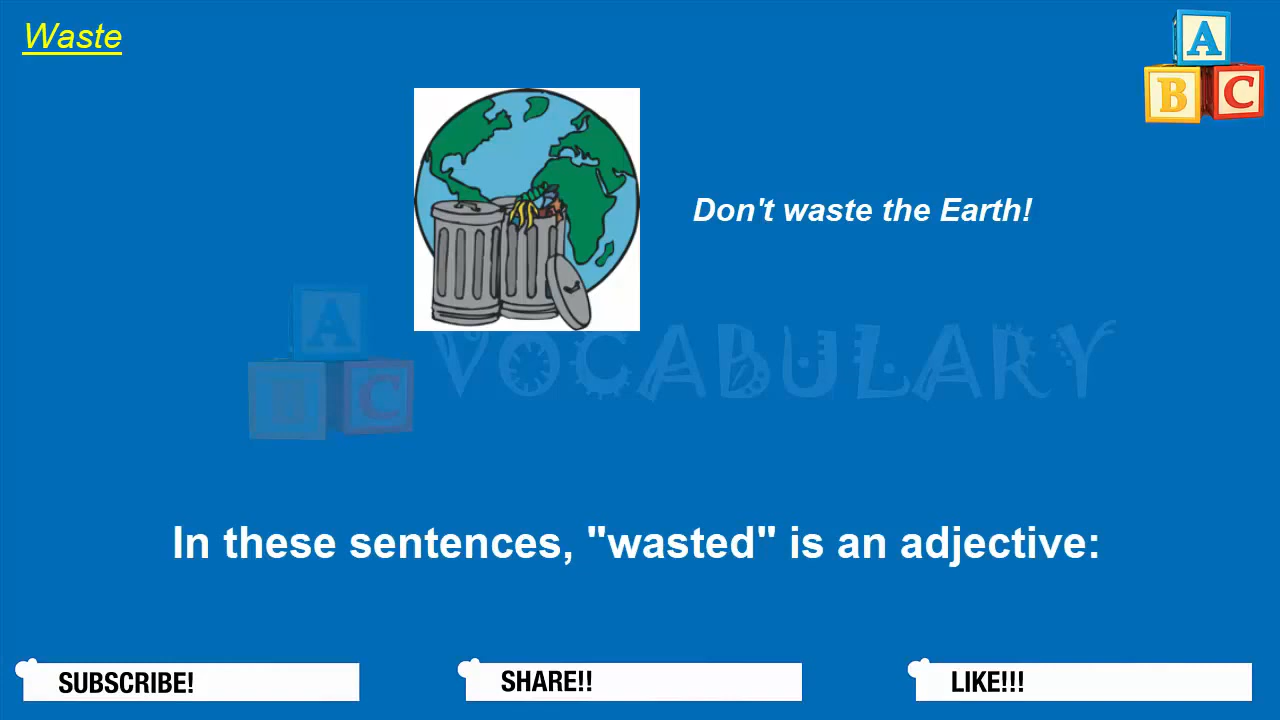 Waste
A
B C
Don't waste the Earth!
A
B C
VOCABULARY
In these sentences, "wasted" is an adjective:
SUBSCRIBE!
SHARE!!
LIKE!!!